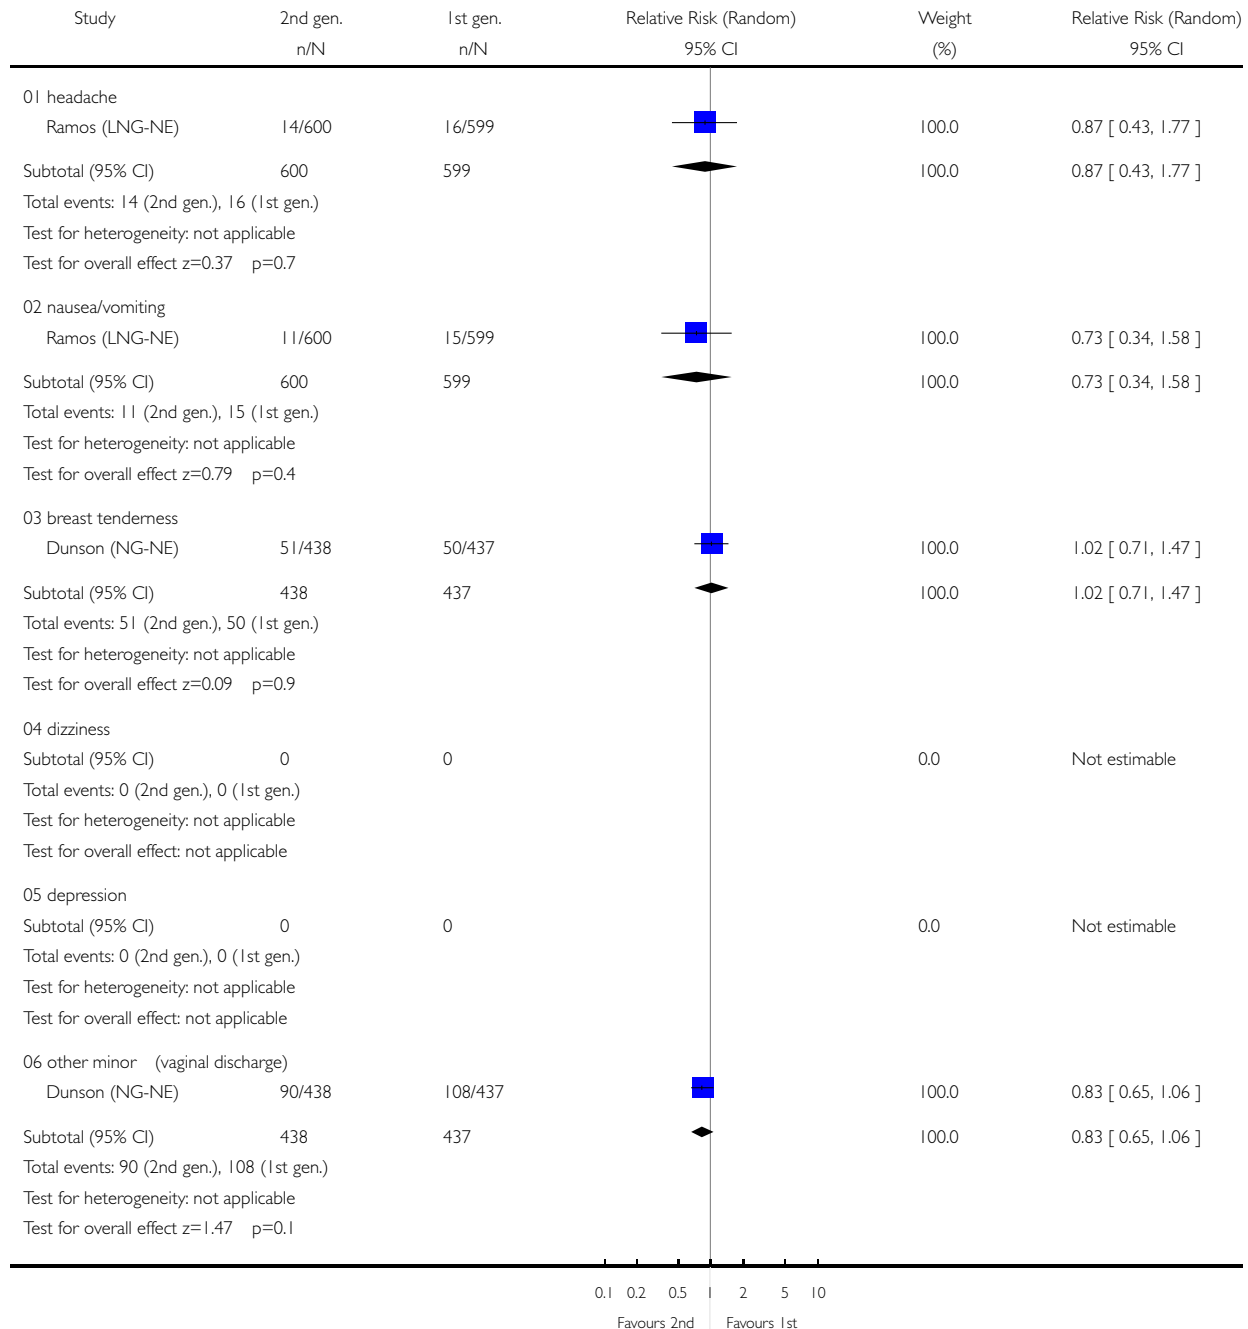 Study 2nd gen. 1st gen. Relative Risk (Random) Weight Relative Risk (Random)
n/N n/N 95% CI (%) 95% CI
01 headache
Ramos (LNG-NE) 14/600 16/599 100.0 0.87 [ 0.43, 1.77 ]
Subtotal (95% CI) 600 599 100.0 0.87 [ 0.43, 1.77 ]
Total events: 14 (2nd gen.), 16 (1st gen.)
Test for heterogeneity: not applicable
Test for overall effect z=0.37 p=0.7
02 nausea/vomiting
Ramos (LNG-NE) 11/600 15/599 100.0 0.73 [ 0.34, 1.58 ]
Subtotal (95% CI) 600 599 100.0 0.73 [ 0.34, 1.58 ]
Total events: 11 (2nd gen.), 15 (1st gen.)
Test for heterogeneity: not applicable
Test for overall effect z=0.79 p=0.4
03 breast tenderness
Dunson (NG-NE) 51/438 50/437 100.0 1.02 [ 0.71, 1.47 ]
Subtotal (95% CI) 438 437 100.0 1.02 [ 0.71, 1.47 ]
Total events: 51 (2nd gen.), 50 (1st gen.)
Test for heterogeneity: not applicable
Test for overall effect z=0.09 p=0.9
04 dizziness
Subtotal (95% CI) 0 0 0.0 Not estimable
Total events: 0 (2nd gen.), 0 (1st gen.)
Test for heterogeneity: not applicable
Test for overall effect: not applicable
05 depression
Subtotal (95% CI) 0 0 0.0 Not estimable
Total events: 0 (2nd gen.), 0 (1st gen.)
Test for heterogeneity: not applicable
Test for overall effect: not applicable
06 other minor (vaginal discharge)
Dunson (NG-NE) 90/438 108/437 100.0 0.83 [ 0.65, 1.06 ]
Subtotal (95% CI) 438 437 100.0 0.83 [ 0.65, 1.06 ]
Total events: 90 (2nd gen.), 108 (1st gen.)
Test for heterogeneity: not applicable
Test for overall effect z=1.47 p=0.1
0.1 0.2 0.5 1 2 5 10
Favours 2nd Favours 1st